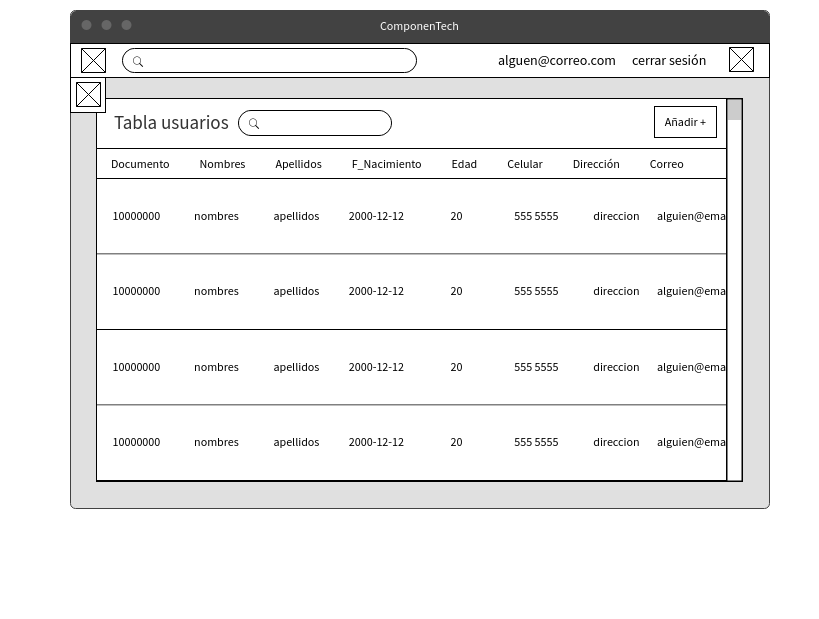 ComponenTech
alguen@correo.com cerrar sesión
Tabla usuarios Añadir +
Documento Nombres Apellidos F_Nacimiento Edad Celular Dirección Correo
10000000 nombres apellidos 2000-12-12 20 555 5555 direccion alguien@ema
10000000 nombres apellidos 2000-12-12 20 555 5555 direccion alguien@ema
10000000 nombres apellidos 2000-12-12 20 555 5555 direccion alguien@ema
10000000 nombres apellidos 2000-12-12 20 555 5555 direccion alguien@ema